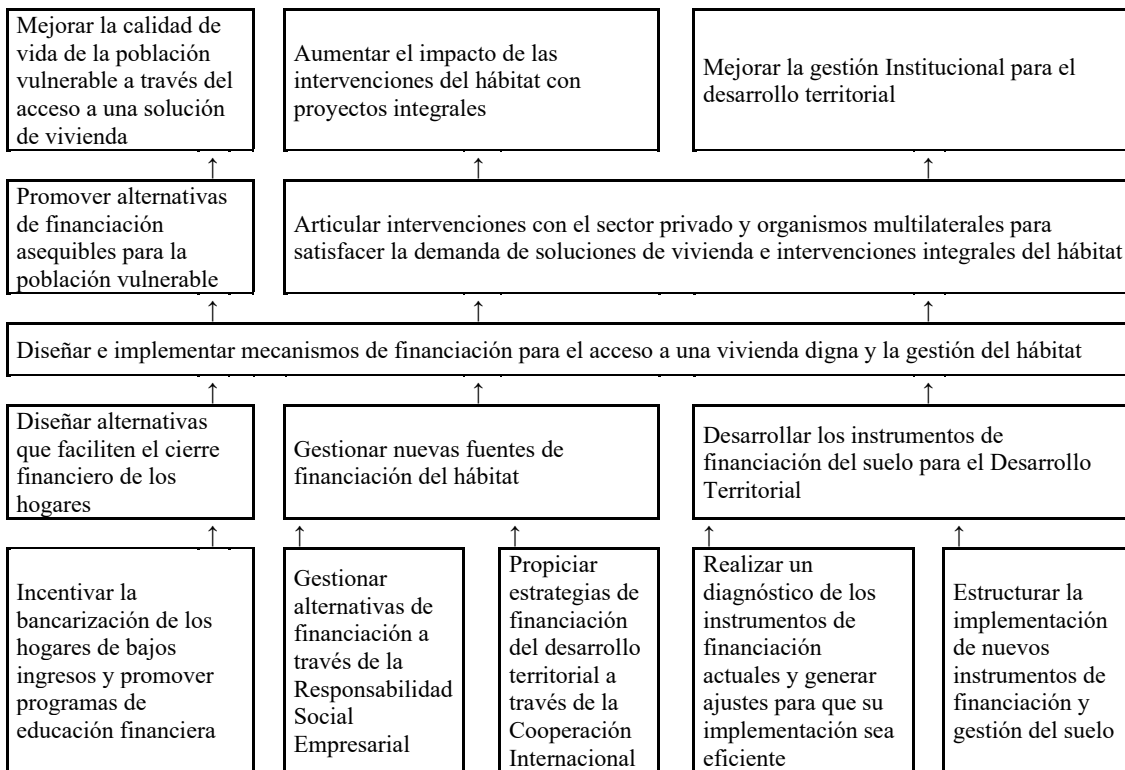 Mejorar la calidad de
vida de la población
vulnerable a través del
acceso a una solución
de vivienda
Aumentar el impacto de las
intervenciones del hábitat con
proyectos integrales
Mejorar la gestión Institucional para el
desarrollo territorial
↑ ↑ ↑
Promover alternativas
de financiación
asequibles para la
población vulnerable
Articular intervenciones con el sector privado y organismos multilaterales para
satisfacer la demanda de soluciones de vivienda e intervenciones integrales del hábitat
↑ ↑ ↑
Diseñar e implementar mecanismos de financiación para el acceso a una vivienda digna y la gestión del hábitat
↑ ↑ ↑
Diseñar alternativas
que faciliten el cierre
financiero de los
hogares
Gestionar nuevas fuentes de
financiación del hábitat
Desarrollar los instrumentos de
financiación del suelo para el Desarrollo
Territorial
↑ ↑ ↑ ↑ ↑
Incentivar la
bancarización de los
hogares de bajos
ingresos y promover
programas de
educación financiera
Gestionar
alternativas de
financiación a
través de la
Responsabilidad
Social
Empresarial
Propiciar
estrategias de
financiación
del desarrollo
territorial a
través de la
Cooperación
Internacional
Realizar un
diagnóstico de los
instrumentos de
financiación
actuales y generar
ajustes para que su
implementación sea
eficiente
Estructurar la
implementación
de nuevos
instrumentos de
financiación y
gestión del suelo